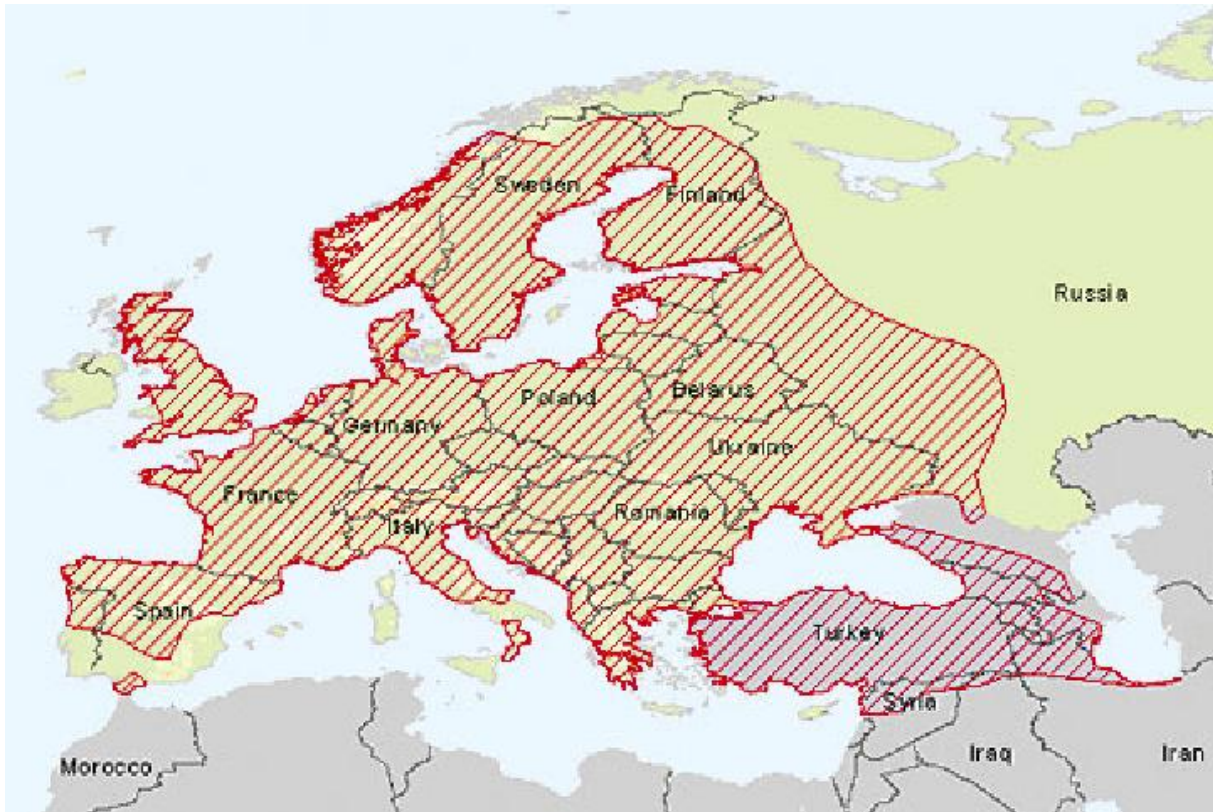 Sweden
Finland
Russia
Belarus
Poland
Germany
Ukraine
France
Romania
Italy
Spain
Turkey
Syria
Iraq
Iran
Morocco